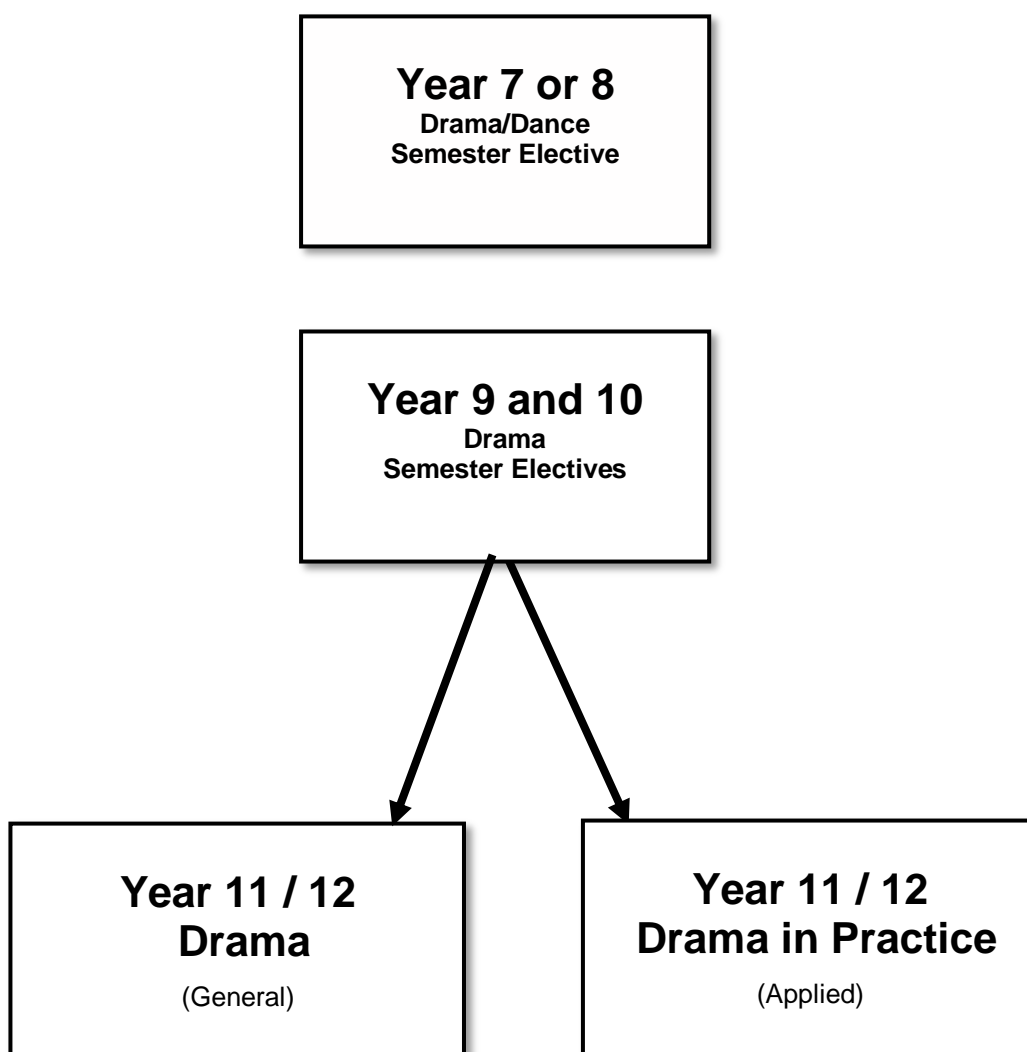 Year 7 or 8
Drama/Dance
Semester Elective
Year 9 and 10
Drama
Semester Electives
Year 11 / 12
Drama
(General)
Year 11 / 12
Drama in Practice
(Applied)